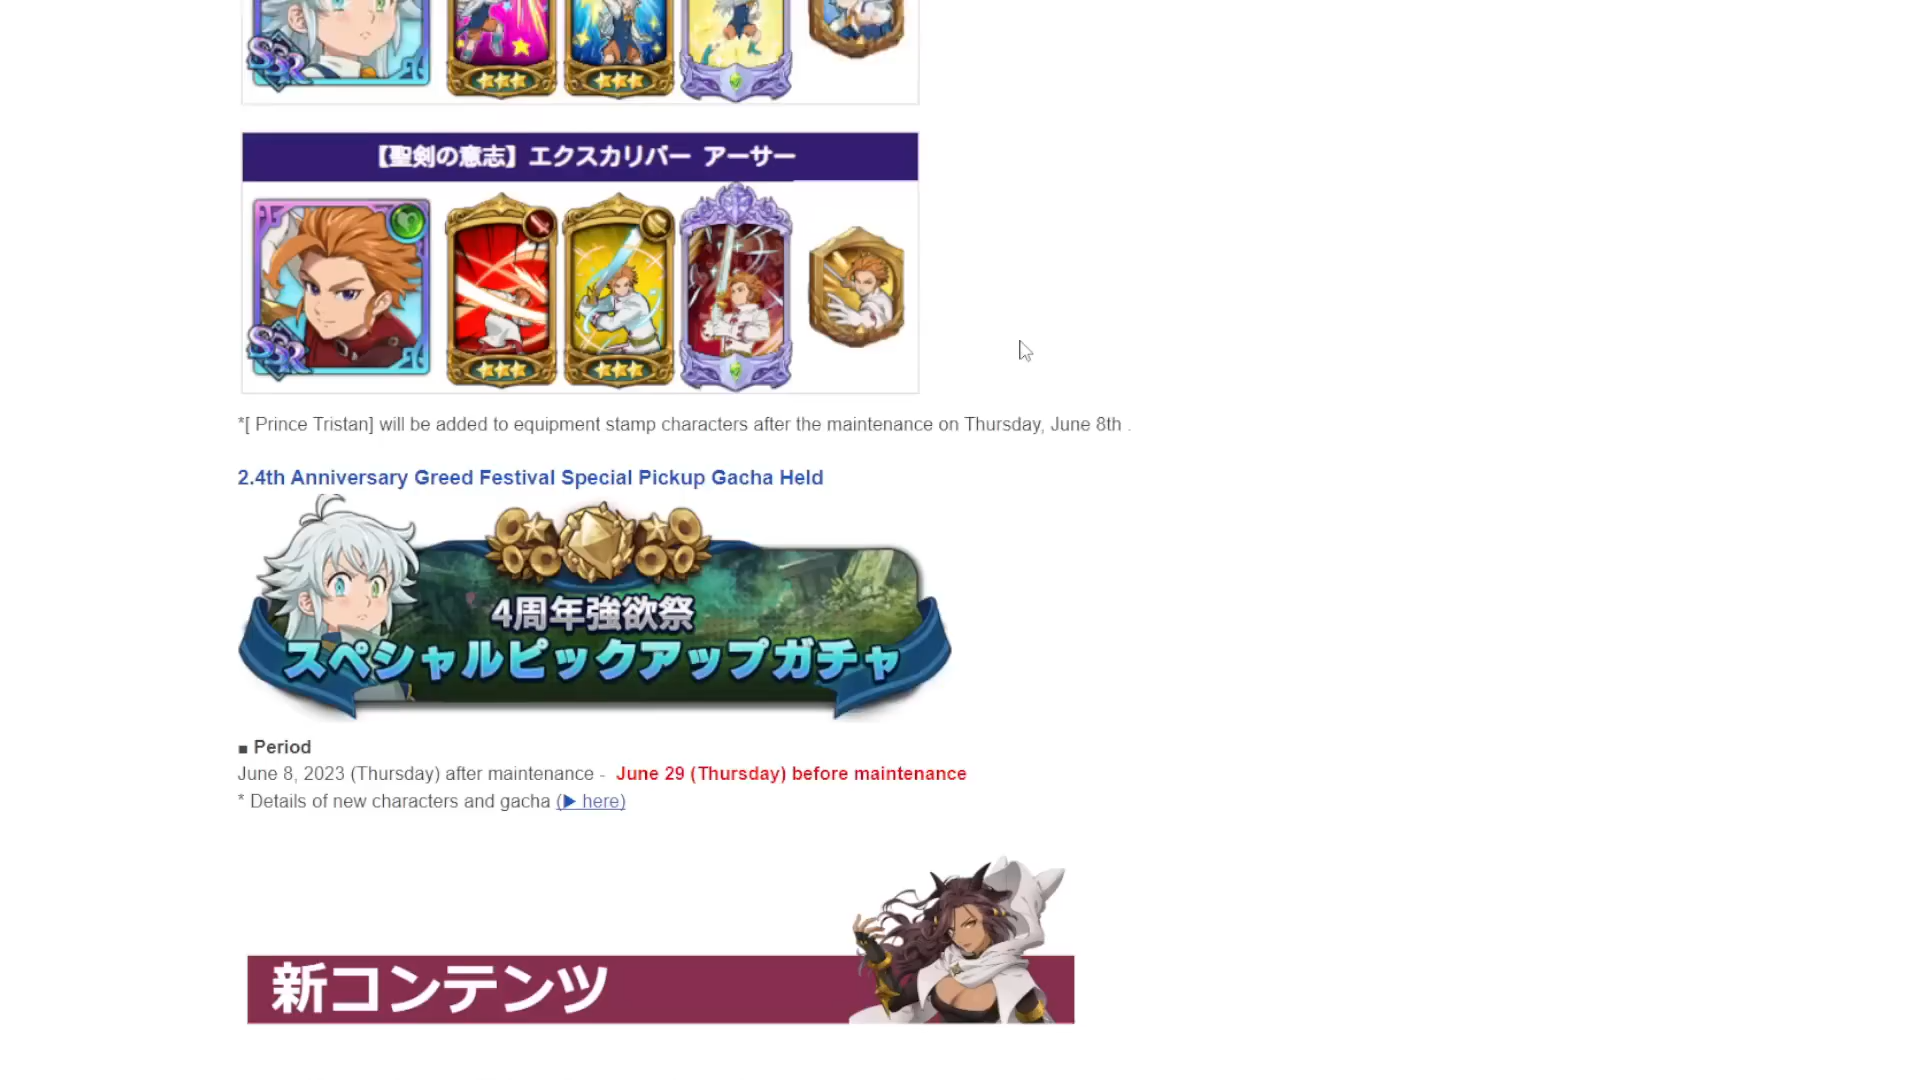 SSR
【聖剣の意志】エクスカリバー アーサー
SSR
*[ Prince Tristan] will be added to equipment stamp characters after the maintenance on Thursday, June 8th .
2.4th Anniversary Greed Festival Special Pickup Gacha Held
4周年強欲祭
スペシャルピックアップガチャ
■ Period
June 8, 2023 (Thursday) after maintenance - June 29 (Thursday) before maintenance
* Details of new characters and gacha (▶ here)
新コンテンツ